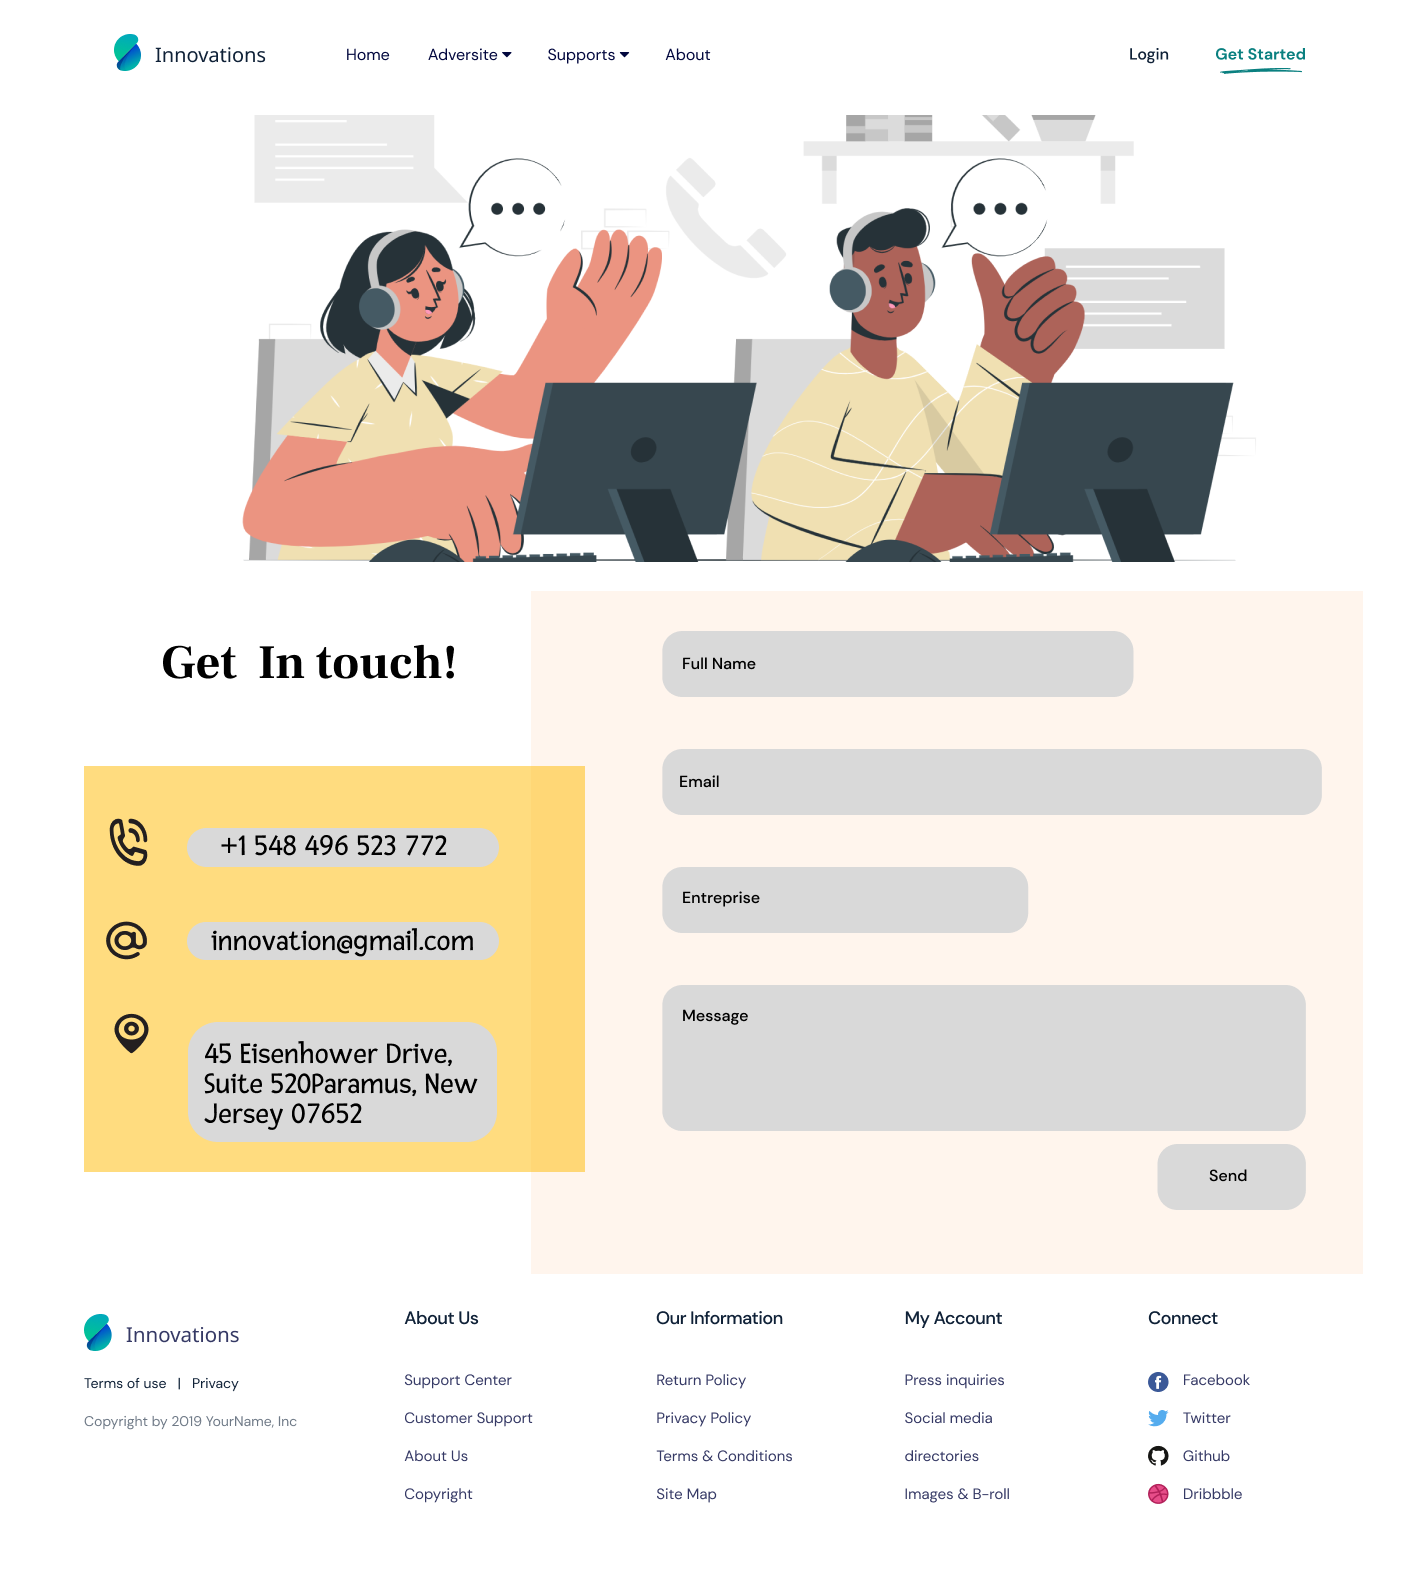 Innovations
Home
Adversite
Supports
About
Login
Get Started
Get In touch!
+1 548 496 523 772
innovation@gmail.com
45 Eisenhower Drive,
Suite 520Paramus, New
Jersey 07652
Full Name
Email
Entreprise
Message
Send
Innovations
Terms of use | Privacy
Copyright by 2019 YourName, Inc
About Us
Support Center
Customer Support
About Us
Copyright
Our Information
Return Policy
Privacy Policy
Terms & Conditions
Site Map
My Account
Press inquiries
Social media
directories
Images & B-roll
Connect
Facebook
Twitter
Github
Dribbble